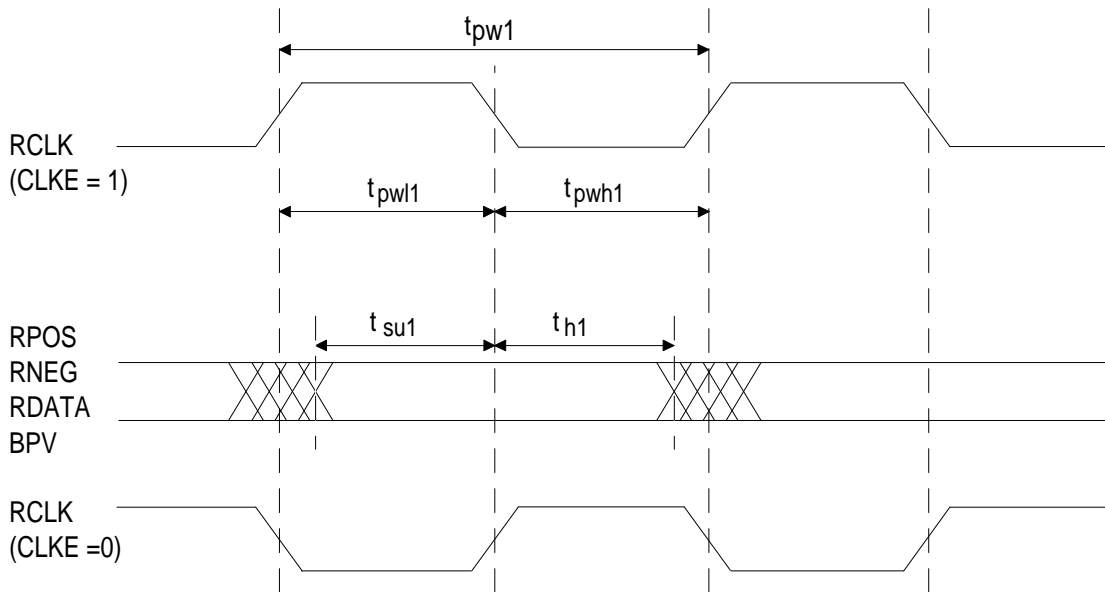 tpw1
RCLK
(CLKE = 1)
tpwl1 tpwh1
tsu1 th1
RPOS
RNEG
RDATA
BPV
RCLK
(CLKE =0)